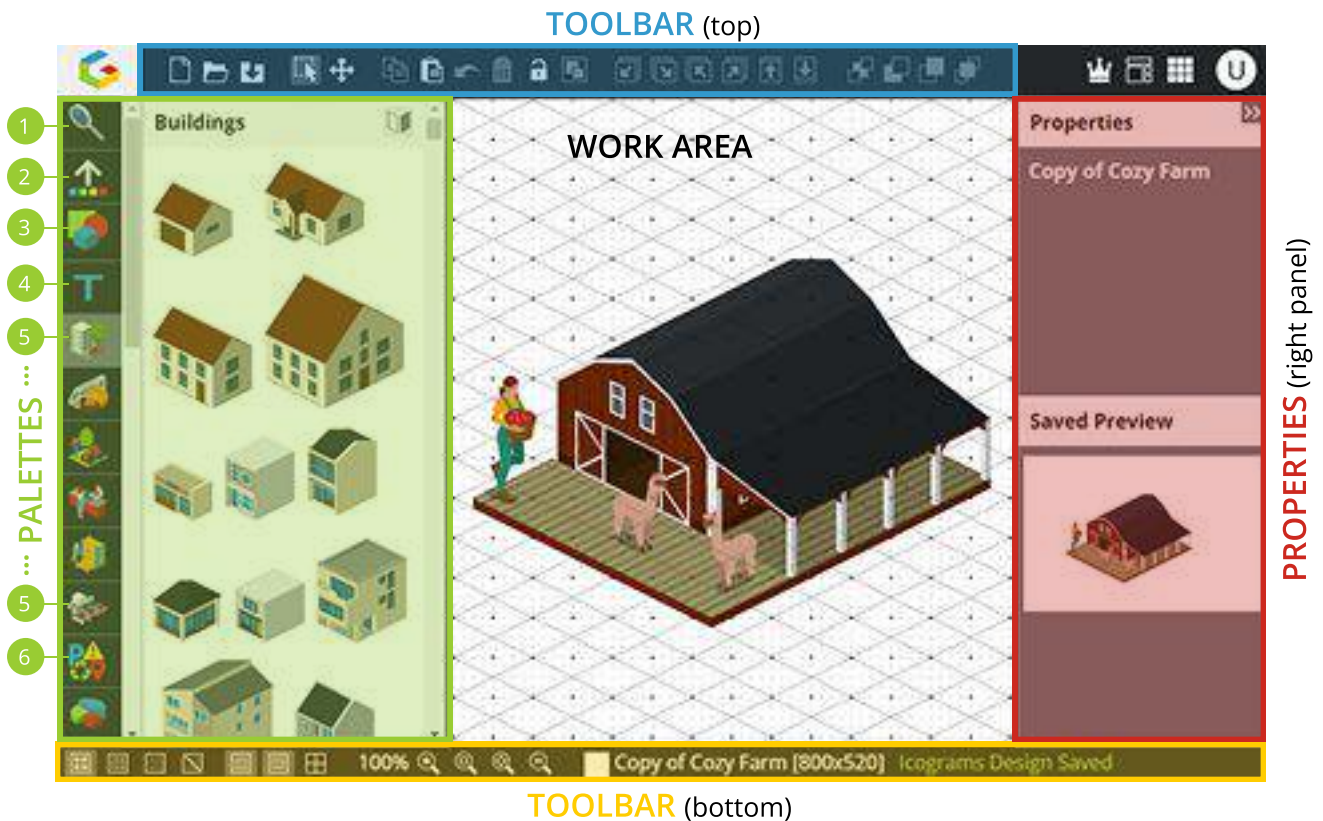 TOOLBAR (top)
U
1
Buildings
WORK AREA
Properties
2
Copy of Cozy Farm
3
4
T
5
··· PALETTES ···
PROPERTIES (right panel)
Saved Preview
5
6
P
100%
Copy of Cozy Farm [800x520]
Icograms Design Saved
TOOLBAR (bottom)